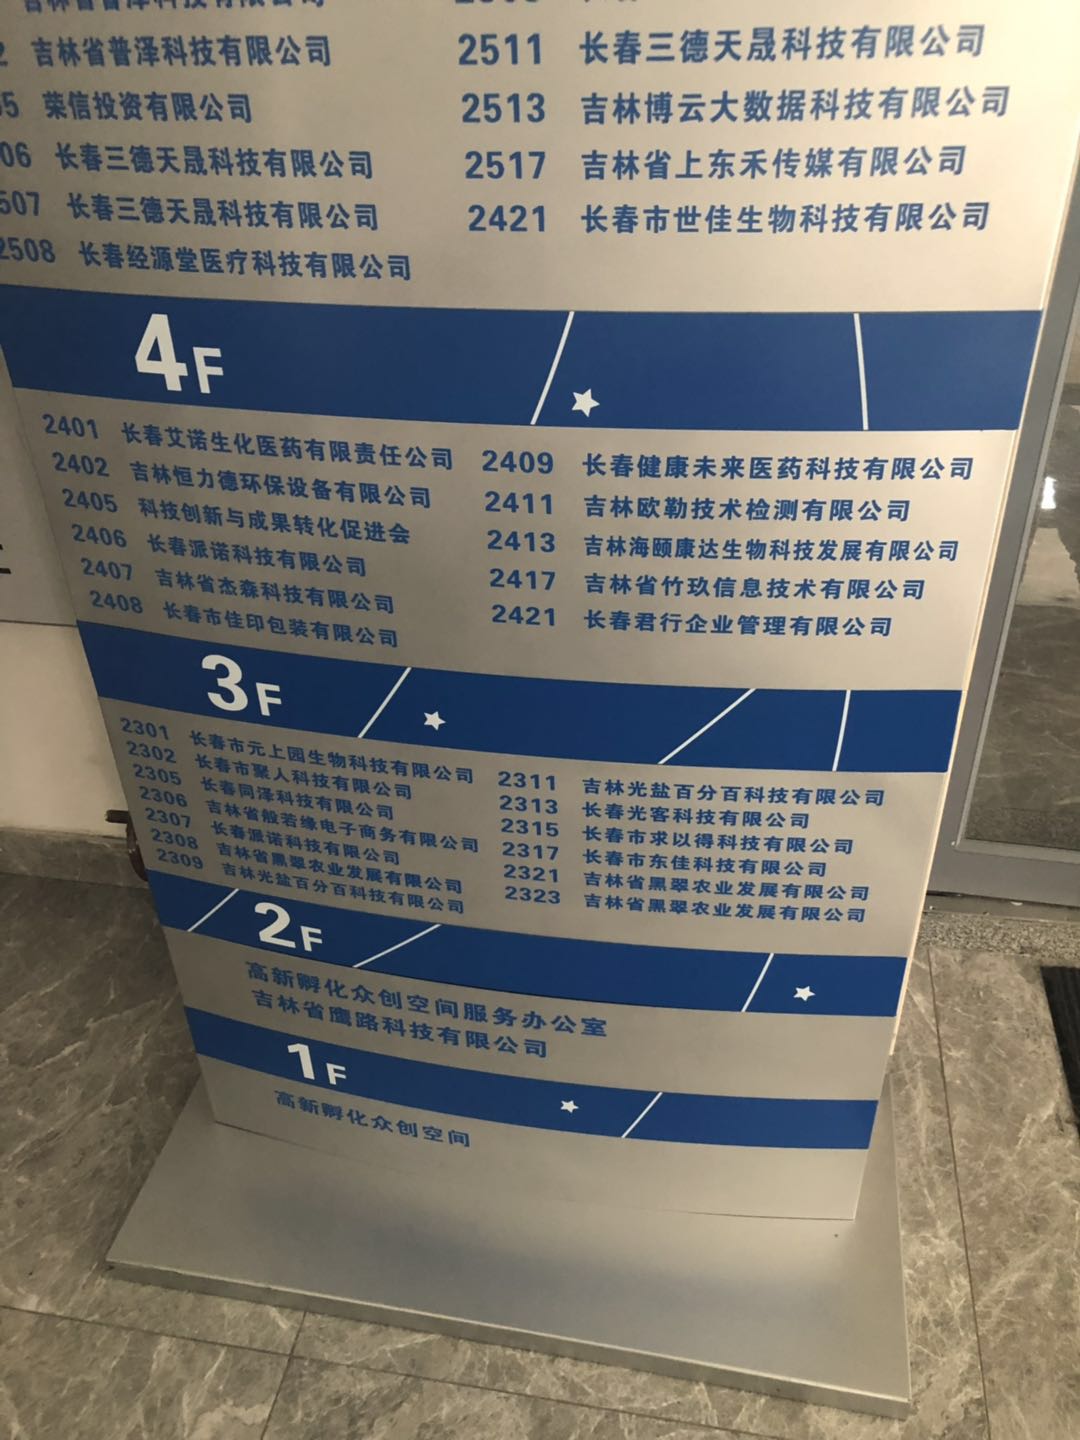 吉林省普泽科技有限公司
2 吉林省普泽科技有限公司
05 荣信投资有限公司
06 长春三德天晟科技有限公司
507 长春三德天晟科技有限公司
2508 长春经源堂医疗科技有限公司
2511 长春三德天晟科技有限公司
2513 吉林博云大数据科技有限公司
2517 吉林省上东禾传媒有限公司
2421 长春市世佳生物科技有限公司
4F
2401 长春艾诺生化医药有限责任公司
2402 吉林恒力德环保设备有限公司
2405 科技创新与成果转化促进会
2406 长春派诺科技有限公司
2407 吉林省杰森科技有限公司
2408 长春市佳印包装有限公司
2409 长春健康未来医药科技有限公司
2411 吉林欧勒技术检测有限公司
2413 吉林海颐康达生物科技发展有限公司
2417 吉林省竹玖信息技术有限公司
2421 长春君行企业管理有限公司
3F
2301 长春市元上园生物科技有限公司
2302 长春市聚人科技有限公司
2305 长春同泽科技有限公司
2306 吉林省般若缘电子商务有限公司
2307 长春派诺科技有限公司
2308 吉林省黑翠农业发展有限公司
2309 吉林光盐百分百科技有限公司
2311 吉林光盐百分百科技有限公司
2313 长春光客科技有限公司
2315 长春市求以得科技有限公司
2317 长春市东佳科技有限公司
2321 吉林省黑翠农业发展有限公司
2323 吉林省黑翠农业发展有限公司
2F
高新孵化众创空间服务办公室
吉林省鹰路科技有限公司
1F
高新孵化众创空间